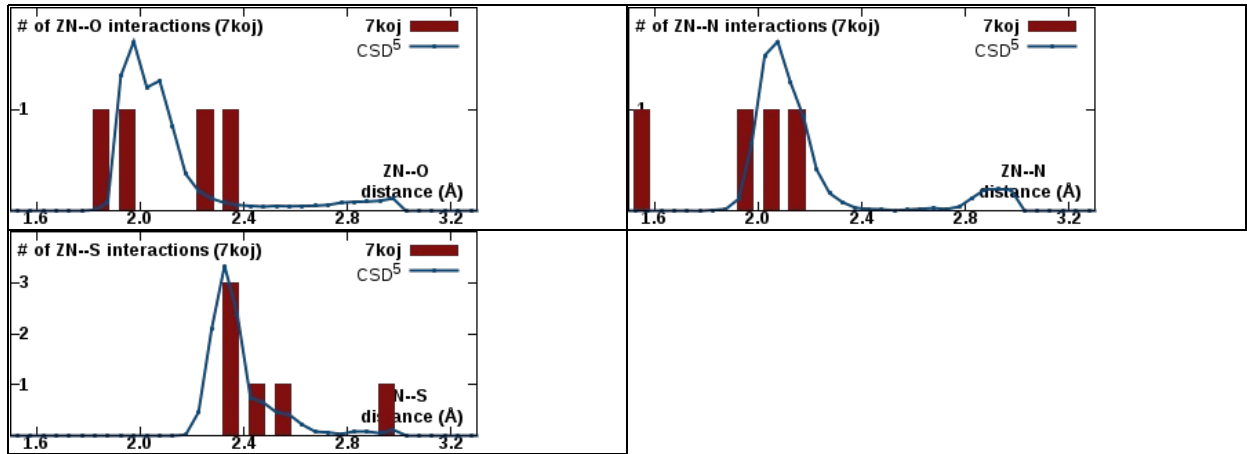 # of ZN--O interactions (7koj)
7koj
CSD5
1
ZN--O
distance (Å)
1.6 2.0 2.4 2.8 3.2
# of ZN--N interactions (7koj)
7koj
CSD5
1
ZN--N
distance (Å)
1.6 2.0 2.4 2.8 3.2
# of ZN--S interactions (7koj)
7koj
CSD5
3
2
1
N--S
distance (Å)
1.6 2.0 2.4 2.8 3.2